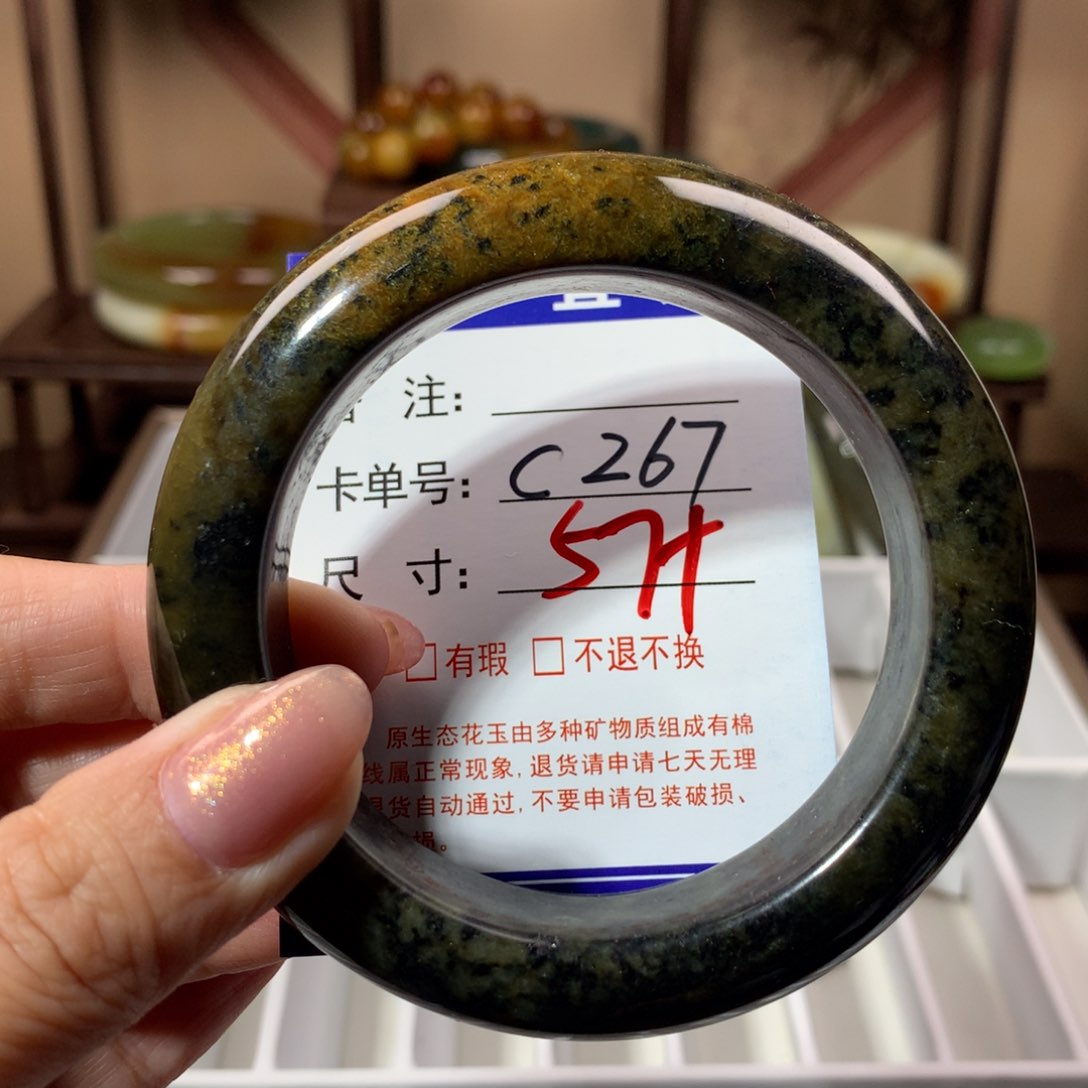 注:
卡单号: C267
尺 寸: 57
□有瑕 □不退不换
原生态花玉由多种矿物质组成有棉
线属正常现象,退货请申请七天无理
退货自动通过,不要申请包装破损、
损。